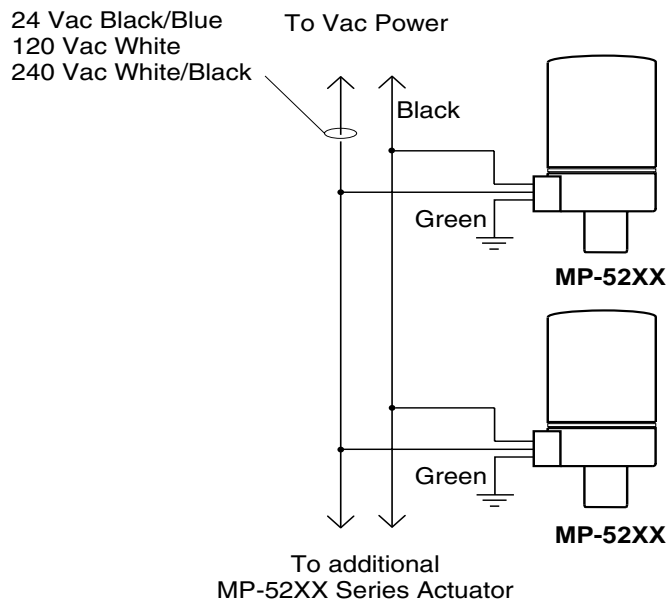 24 Vac Black/Blue
120 Vac White
240 Vac White/Black
To Vac Power
Black
Green
MP-52XX
Green
MP-52XX
To additional
MP-52XX Series Actuator